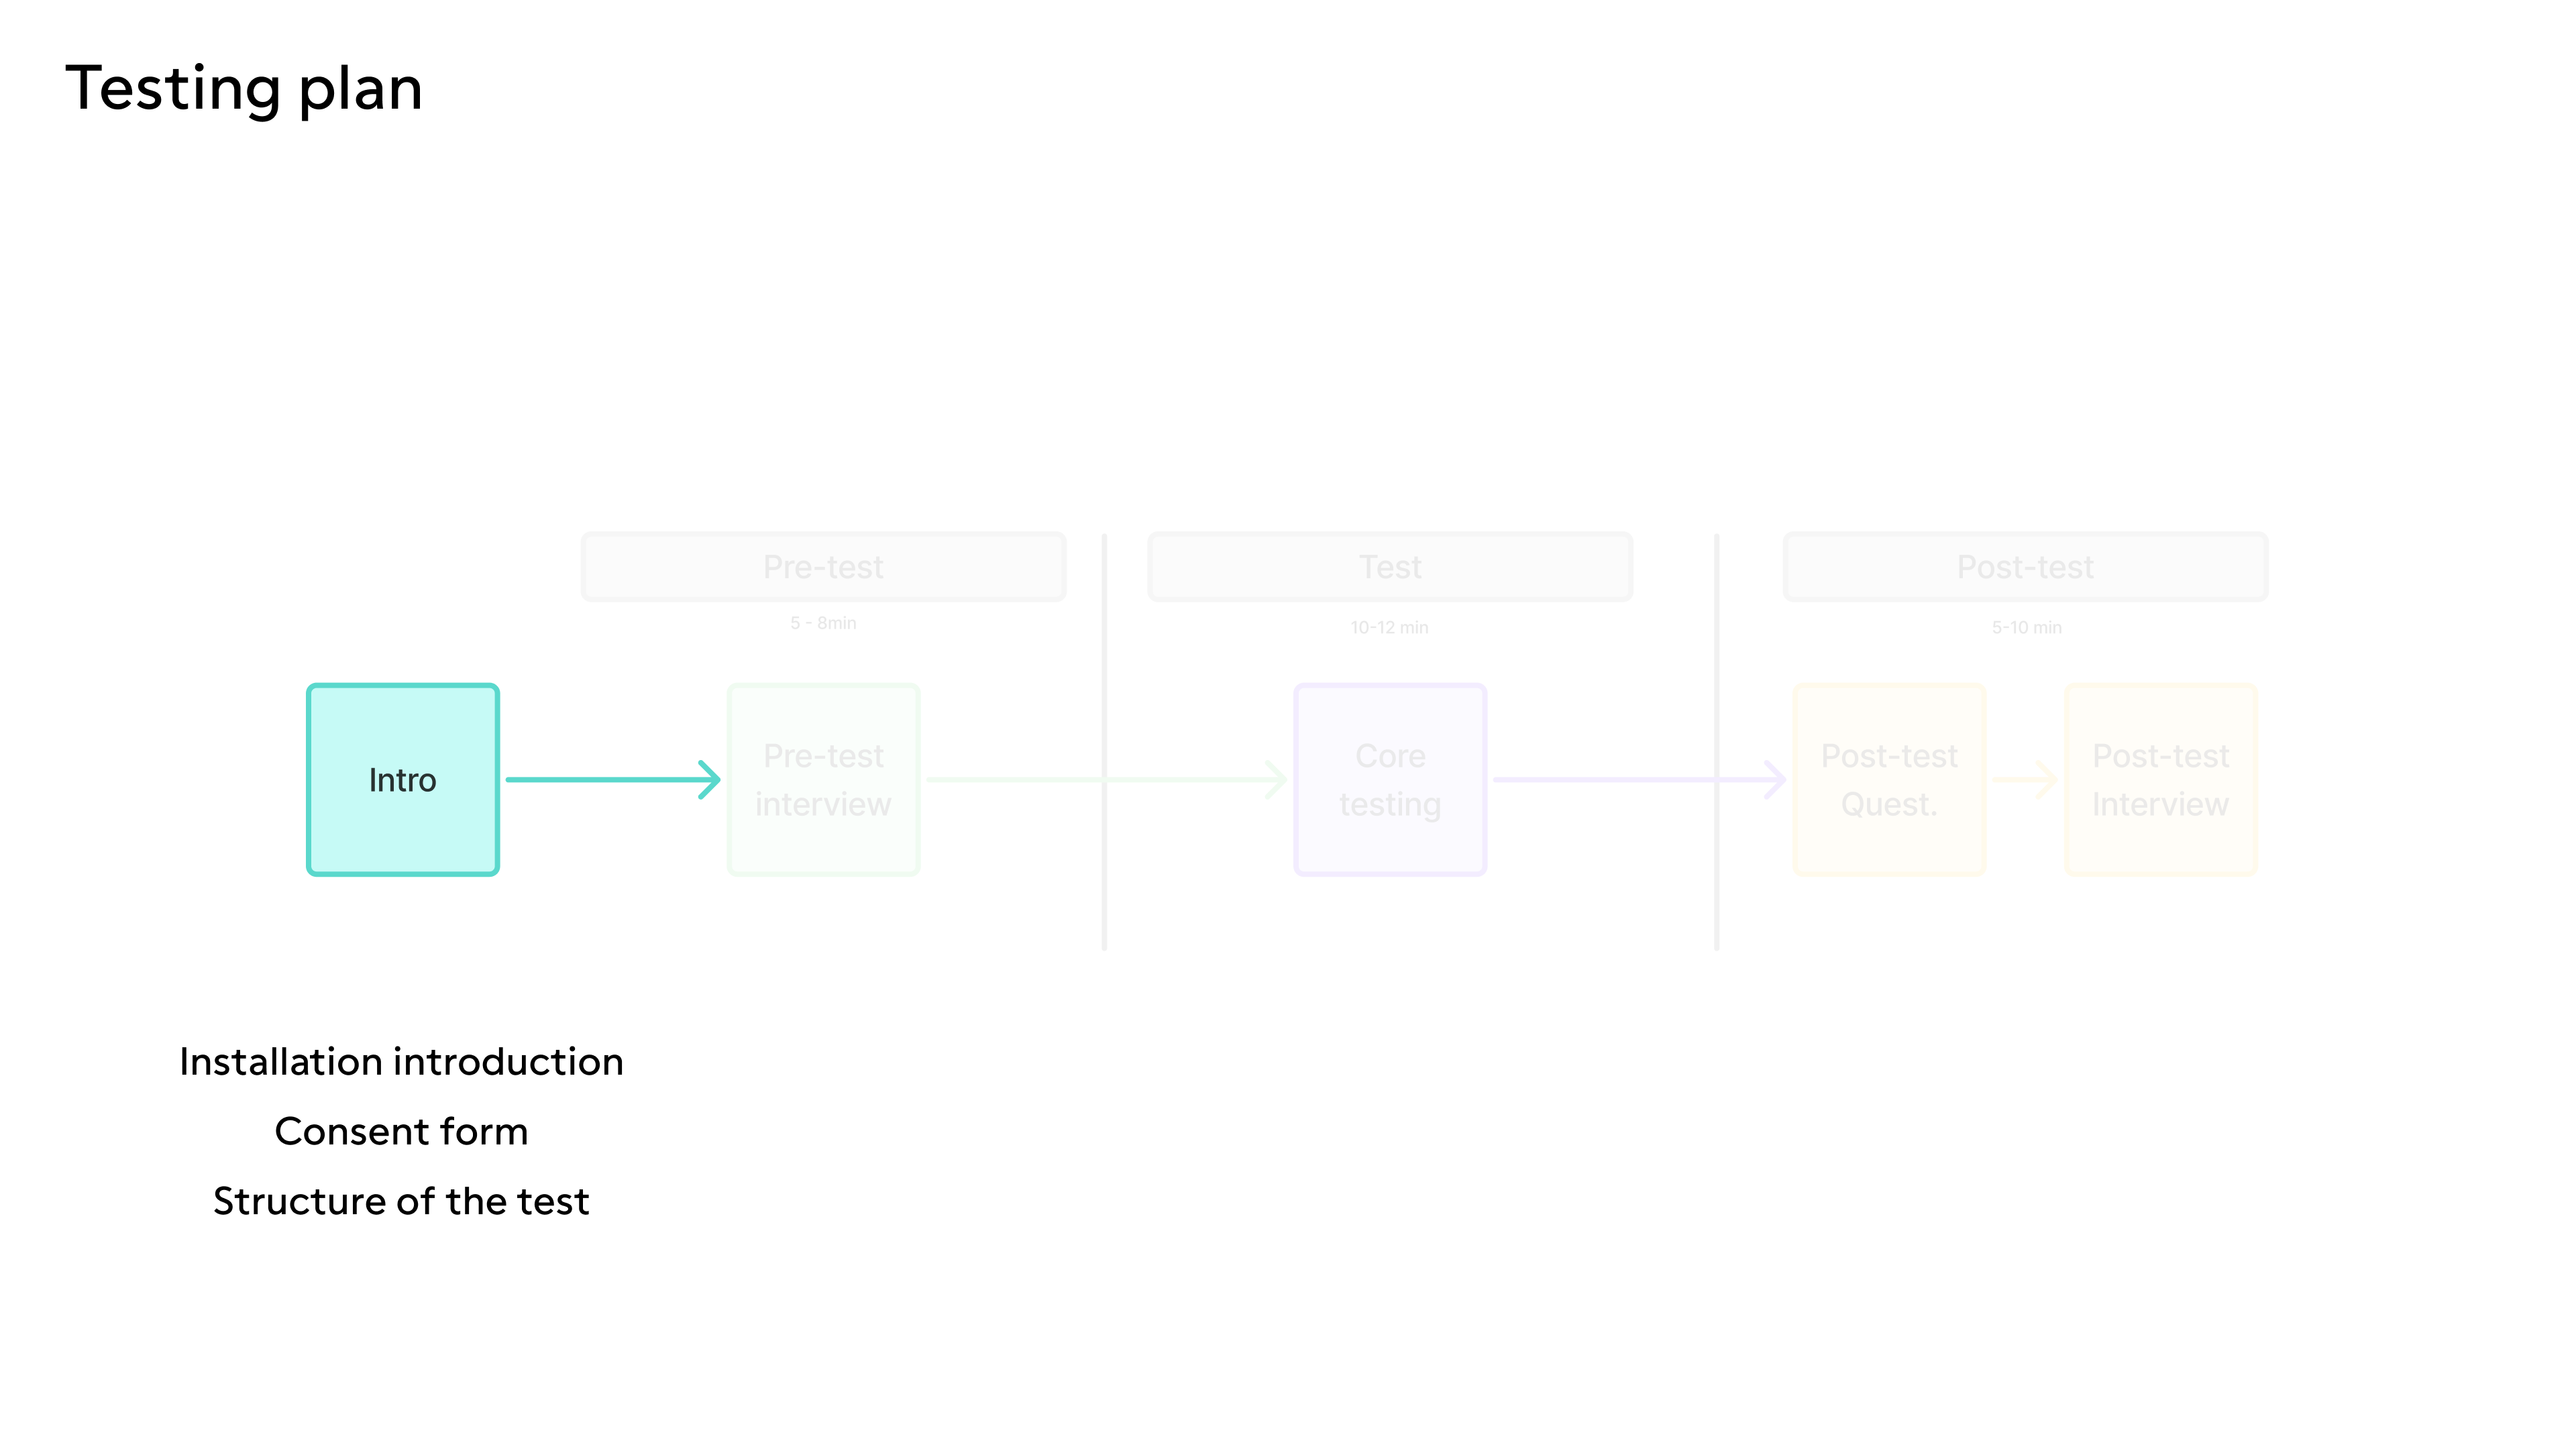 Testing plan
Pre-test
Test
Post-test
5 - 8min
10-12 min
5-10 min
Intro
Pre-test
interview
Core
testing
Post-test
Quest.
Post-test
Interview
Installation introduction
Consent form
Structure of the test